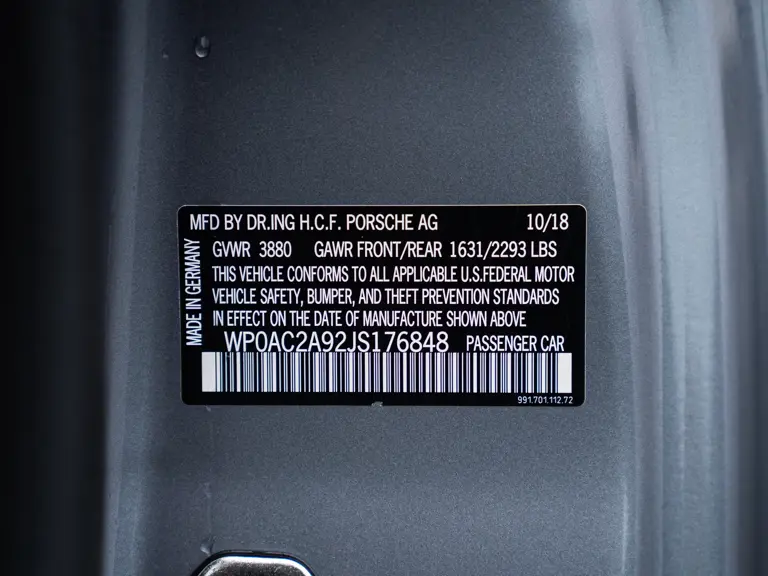 MFD BY DR.ING H.C.F. PORSCHE AG 10/18
GVWR 3880 GAWR FRONT/REAR 1631/2293 LBS
THIS VEHICLE CONFORMS TO ALL APPLICABLE U.S.FEDERAL MOTOR
VEHICLE SAFETY, BUMPER, AND THEFT PREVENTION STANDARDS
IN EFFECT ON THE DATE OF MANUFACTURE SHOWN ABOVE
WP0AC2A92JS176848 PASSENGER CAR
991.701.112.72
MADE IN GERMANY